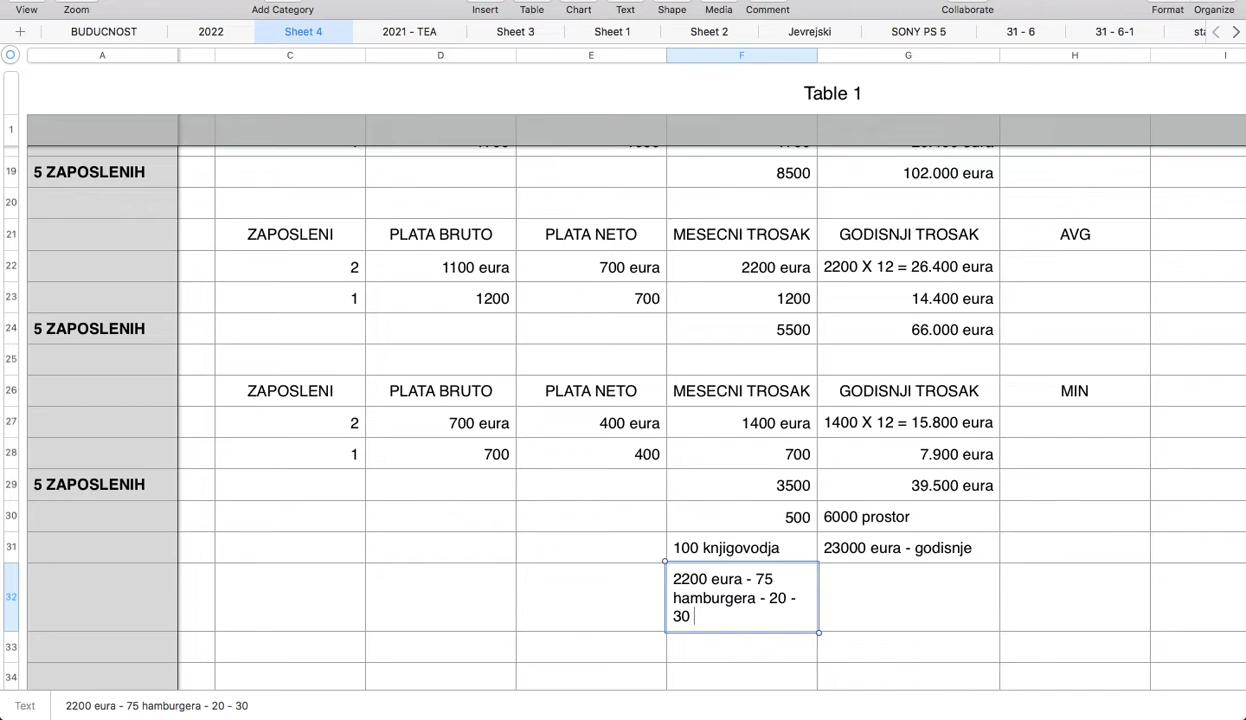 View Zoom Add Category Insert Table Chart Text Shape Media Comment Collaborate Format Organize
BUDUCNOST 2022 Sheet 4 2021 - TEA Sheet 3 Sheet 1 Sheet 2 Jevrejski SONY PS 5 31 - 6 31 - 6-1
A C D E F G H I
Table 1
1
19 5 ZAPOSLENIH 8500 102.000 eura
20
21 ZAPOSLENI PLATA BRUTO PLATA NETO MESECNI TROSAK GODISNJI TROSAK AVG
22 2 1100 eura 700 eura 2200 eura 2200 X 12 = 26.400 eura
23 1 1200 700 1200 14.400 eura
24 5 ZAPOSLENIH 5500 66.000 eura
25
26 ZAPOSLENI PLATA BRUTO PLATA NETO MESECNI TROSAK GODISNJI TROSAK MIN
27 2 700 eura 400 eura 1400 eura 1400 X 12 = 15.800 eura
28 1 700 400 700 7.900 eura
29 5 ZAPOSLENIH 3500 39.500 eura
30 500 6000 prostor
31 100 knjigovodja 23000 eura - godisnje
2200 eura - 75
32 hamburgera - 20 -
30
33
34
Text 2200 eura - 75 hamburgera - 20 - 30